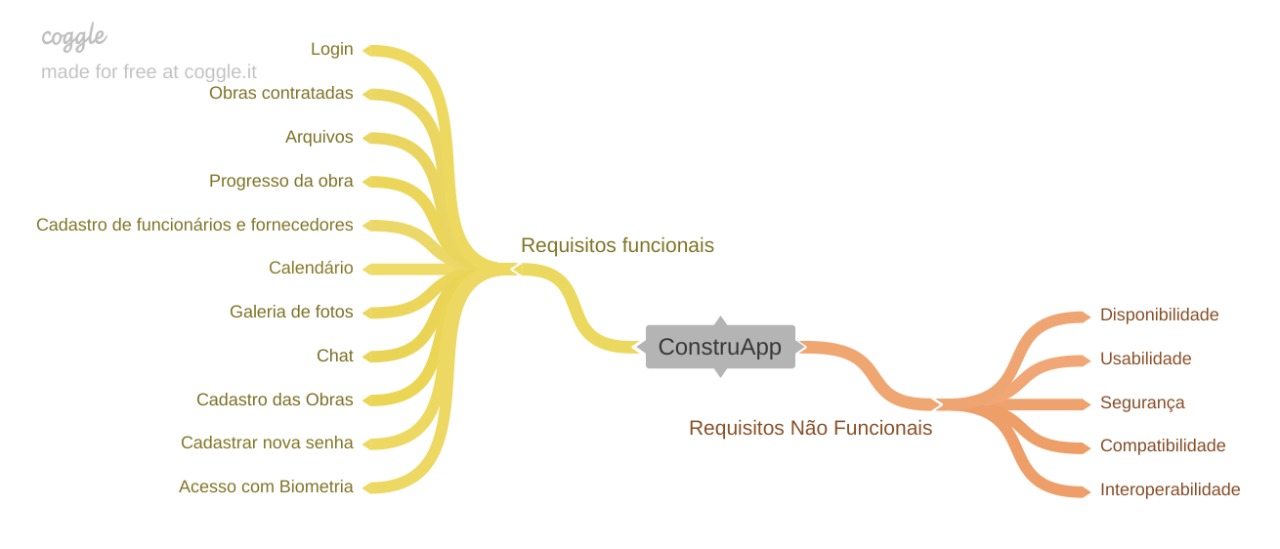 coggle
made for free at coggle.it
Login
Obras contratadas
Arquivos
Progresso da obra
Cadastro de funcionários e fornecedores
Calendário
Galeria de fotos
Chat
Cadastro das Obras
Cadastrar nova senha
Acesso com Biometria
Requisitos funcionais
ConstruApp
Requisitos Não Funcionais
Disponibilidade
Usabilidade
Segurança
Compatibilidade
Interoperabilidade